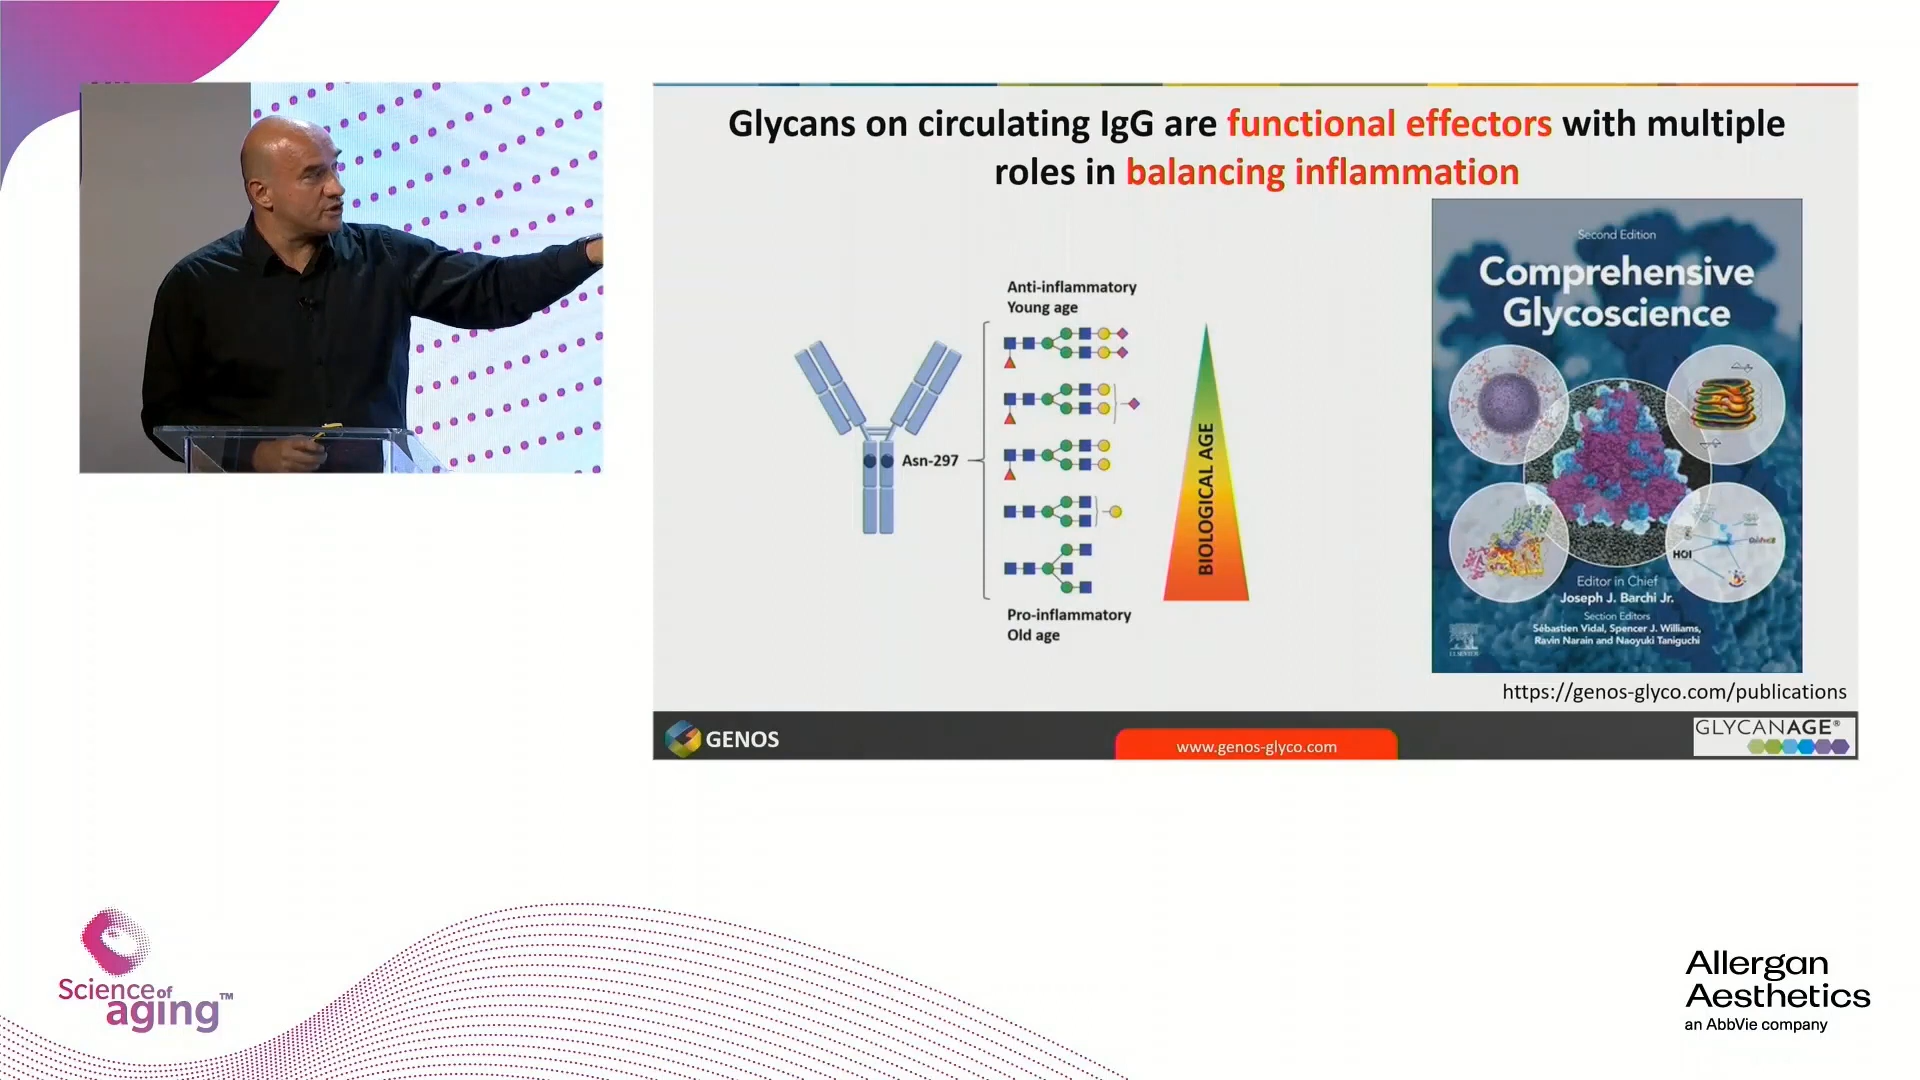 Glycans on circulating IgG are functional effectors with multiple
roles in balancing inflammation
Anti-inflammatory
Young age
Asn-297
BIOLOGICAL AGE
Pro-inflammatory
Old age
Second Edition
Comprehensive
Glycoscience
HOI
Editor in Chief
Joseph J. Barchi Jr.
Section Editors
Sébastien Vidal, Spencer J. Williams,
Ravin Narain and Naoyuki Taniguchi
ELSEVIER
https://genos-glyco.com/publications
GENOS
www.genos-glyco.com
GLYCANAGE®
Science of
aging™
Allergan
Aesthetics
an AbbVie company